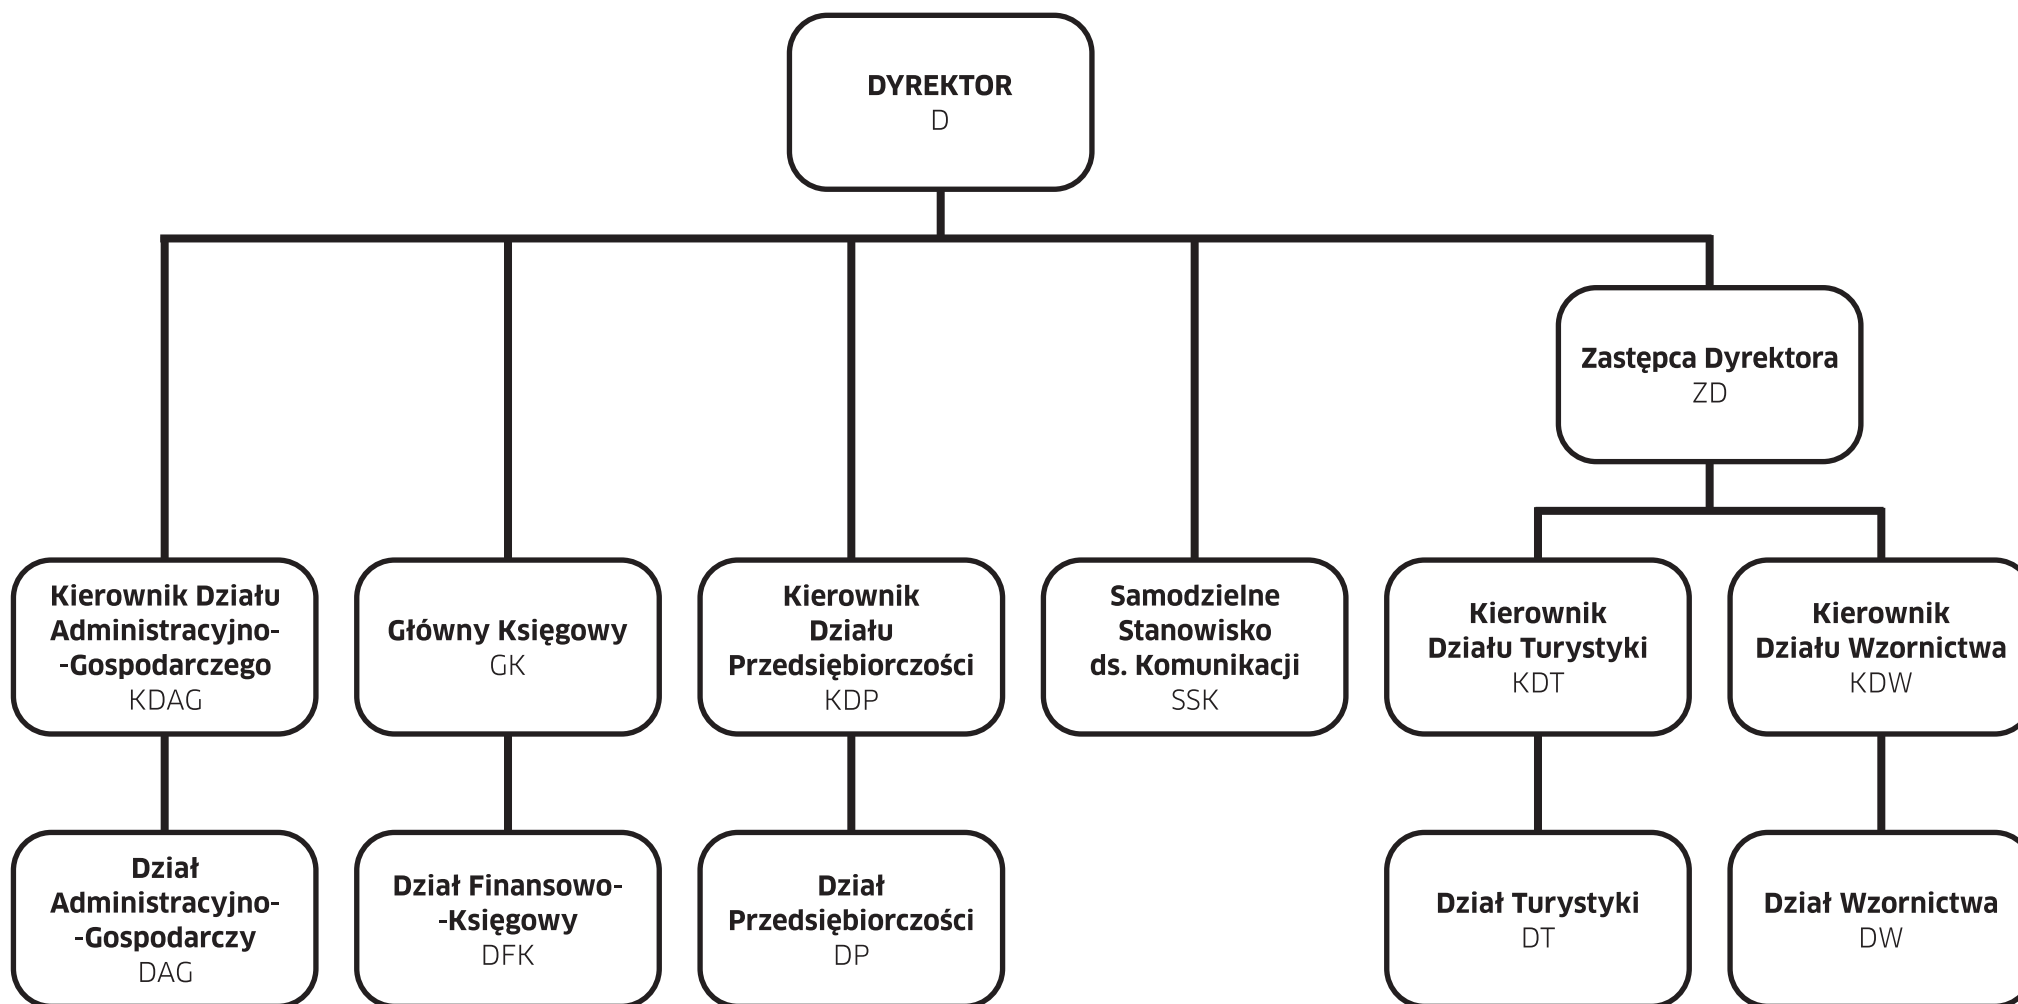 DYREKTOR
D
Zastępca Dyrektora
ZD
Kierownik Działu
Administracyjno-
-Gospodarczego
KDAG
Główny Księgowy
GK
Kierownik
Działu
Przedsiębiorczości
KDP
Samodzielne
Stanowisko
ds. Komunikacji
SSK
Kierownik
Działu Turystyki
KDT
Kierownik
Działu Wzornictwa
KDW
Dział
Administracyjno-
-Gospodarczy
DAG
Dział Finansowo-
-Księgowy
DFK
Dział
Przedsiębiorczości
DP
Dział Turystyki
DT
Dział Wzornictwa
DW